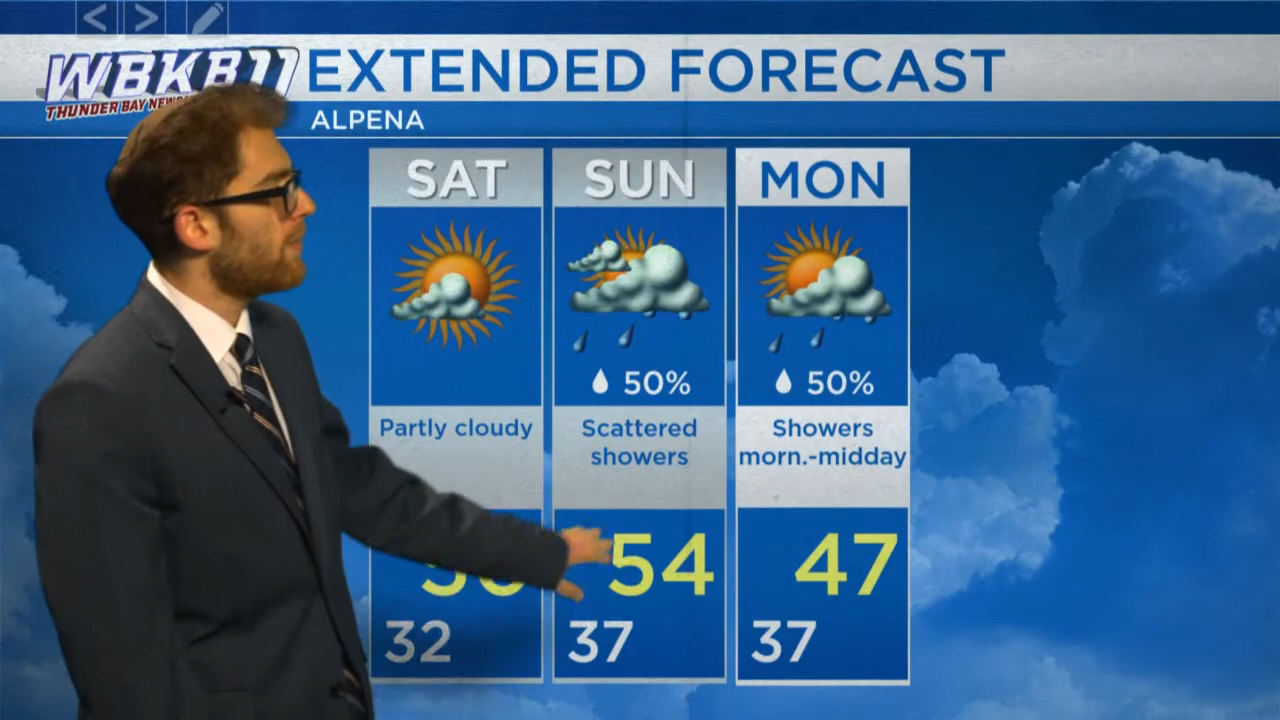 WBKB11
THUNDER BAY
EXTENDED FORECAST
ALPENA
SAT
SUN
MON
50%
50%
Partly cloudy
Scattered
showers
Showers
morn.-midday
54
47
32
37
37